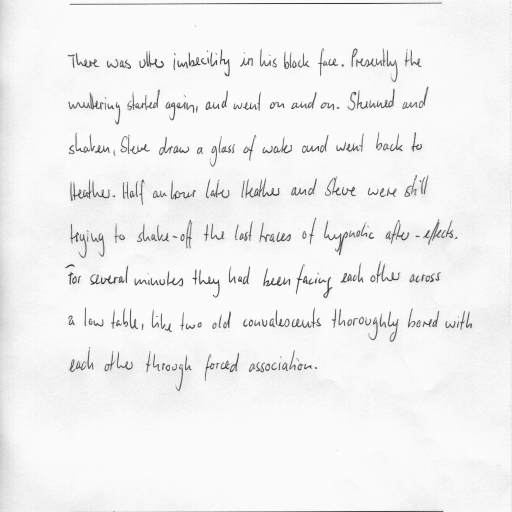 There was utter imbecility in his black face. Presently the
muttering started again, and went on and on. Stunned and
shaken, Steve draw a glass of water and went back to
Heather. Half an hour later Heather and Steve were still
trying to shake-off the last traces of hypnotic after-effects.
For several minutes they had been facing each other across
a low table, like two old convalescents thoroughly bored with
each other through forced association.